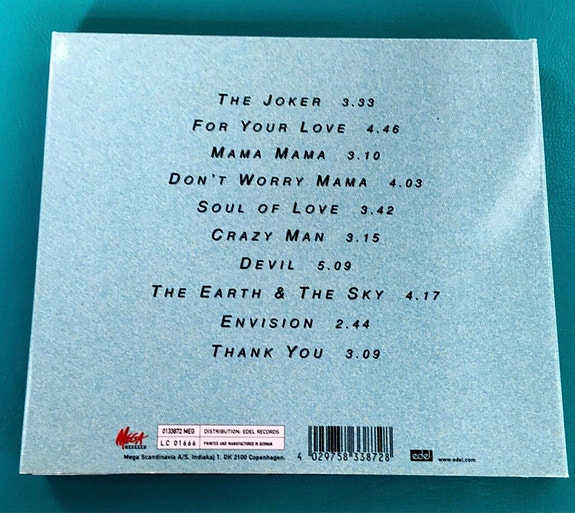 THE JOKER 3.33
FOR YOUR LOVE 4.46
MAMA MAMA 3.10
DON'T WORRY MAMA 4.03
SOUL OF LOVE 3.42
CRAZY MAN 3.15
DEVIL 5.09
THE EARTH & THE SKY 4.17
ENVISION 2.44
THANK YOU 3.09
MEGA RECORDS
0133872 MEG DISTRIBUTION: EDEL RECORDS
LC 01666 PRINTED AND MANUFACTURED IN GERMAN
Mega Scandinavia A/S, Indiakaj 1, DK 2100 Copenhagen.
4 029758 338728
edel www.edel.com